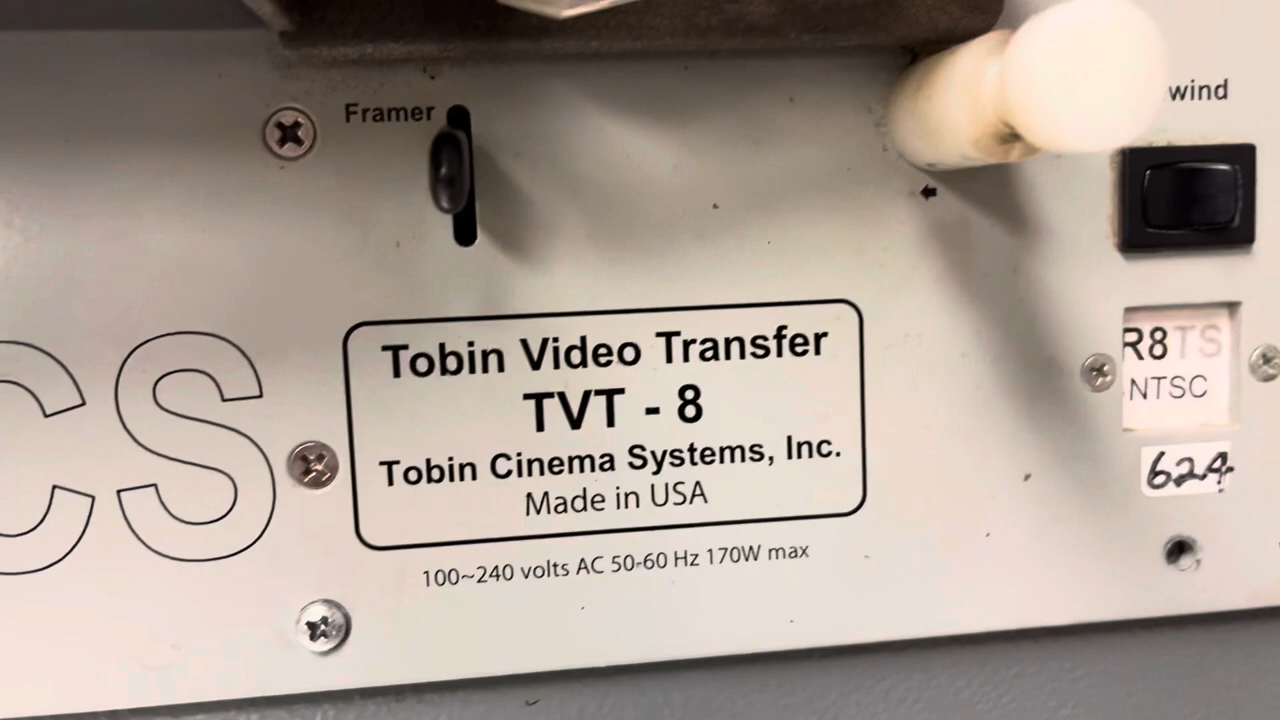 Framer
wind
CS
Tobin Video Transfer
TVT - 8
Tobin Cinema Systems, Inc.
Made in USA
100~240 volts AC 50-60 Hz 170W max
R8TS
NTSC
624